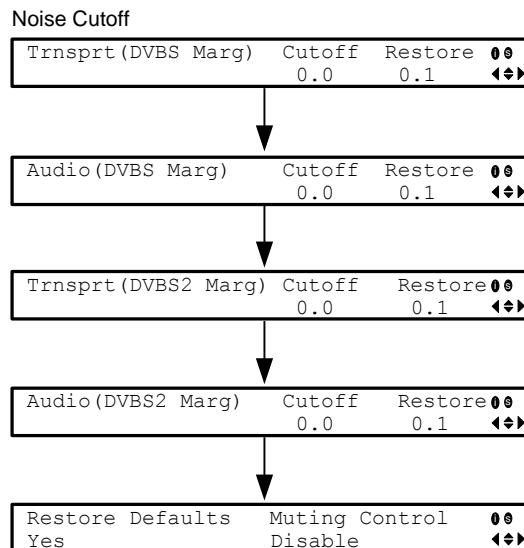 Noise Cutoff
Trnsprt(DVBS Marg) Cutoff Restore
0.0 0.1
Audio(DVBS Marg) Cutoff Restore
0.0 0.1
Trnsprt(DVBS2 Marg) Cutoff Restore
0.0 0.1
Audio(DVBS2 Marg) Cutoff Restore
0.0 0.1
Restore Defaults Muting Control
Yes Disable